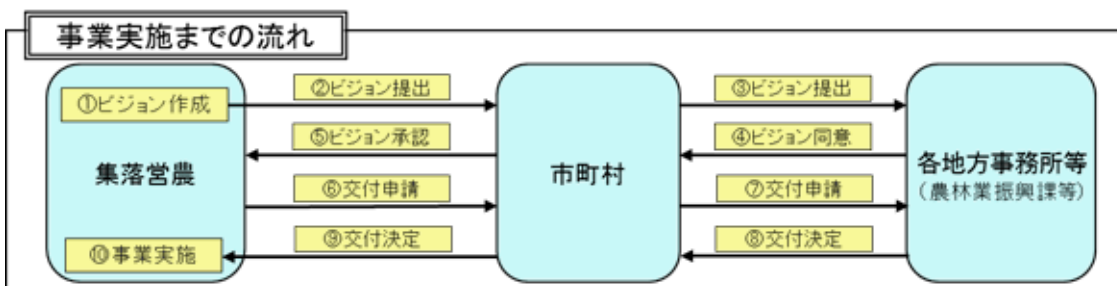 事業実施までの流れ
①ビジョン作成
②ビジョン提出
③ビジョン提出
⑤ビジョン承認
④ビジョン同意
集落営農
市町村
各地方事務所等
（農林業振興課等）
⑥交付申請
⑦交付申請
⑨交付決定
⑧交付決定
⑩事業実施